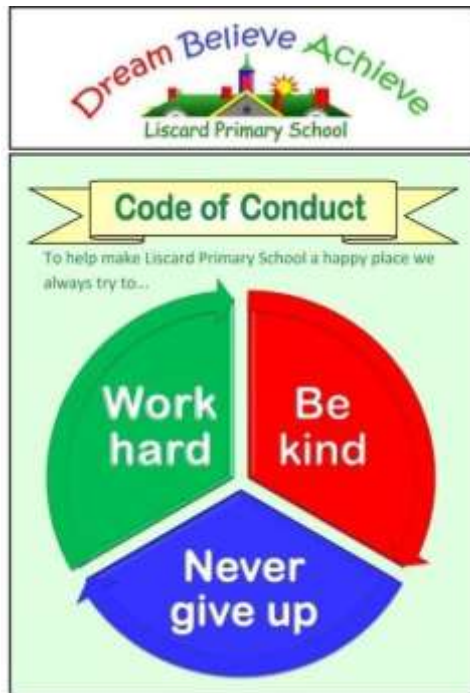 Dream Believe Achieve
Liscard Primary School
Code of Conduct
To help make Liscard Primary School a happy place we
always try to...
Work
hard
Be
kind
Never
give up